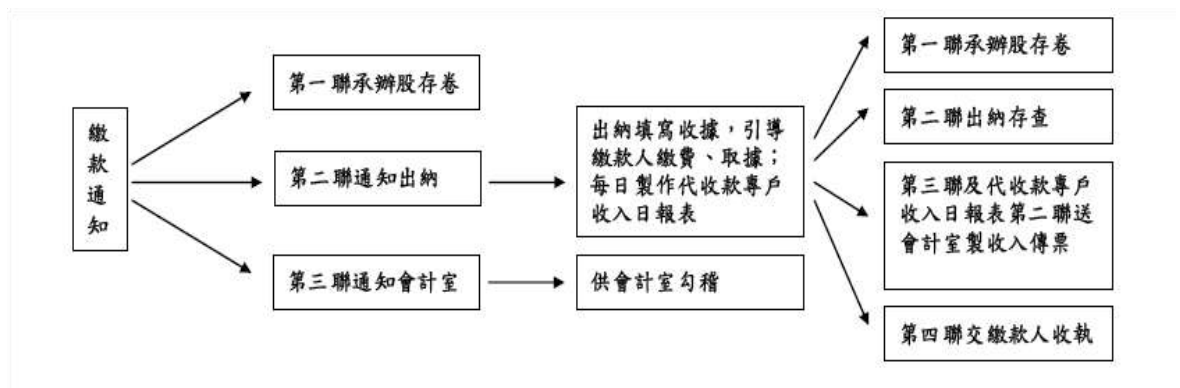 繳
款
通
知
第一聯承辦股存卷
第二聯通知出納
第三聯通知會計室
出納填寫收據，引導
繳款人繳費、取據；
每日製作代收款專戶
收入日報表
供會計室勾稽
第一聯承辦股存卷
第二聯出納存查
第三聯及代收款專戶
收入日報表第二聯送
會計室製收入傳票
第四聯交繳款人收執